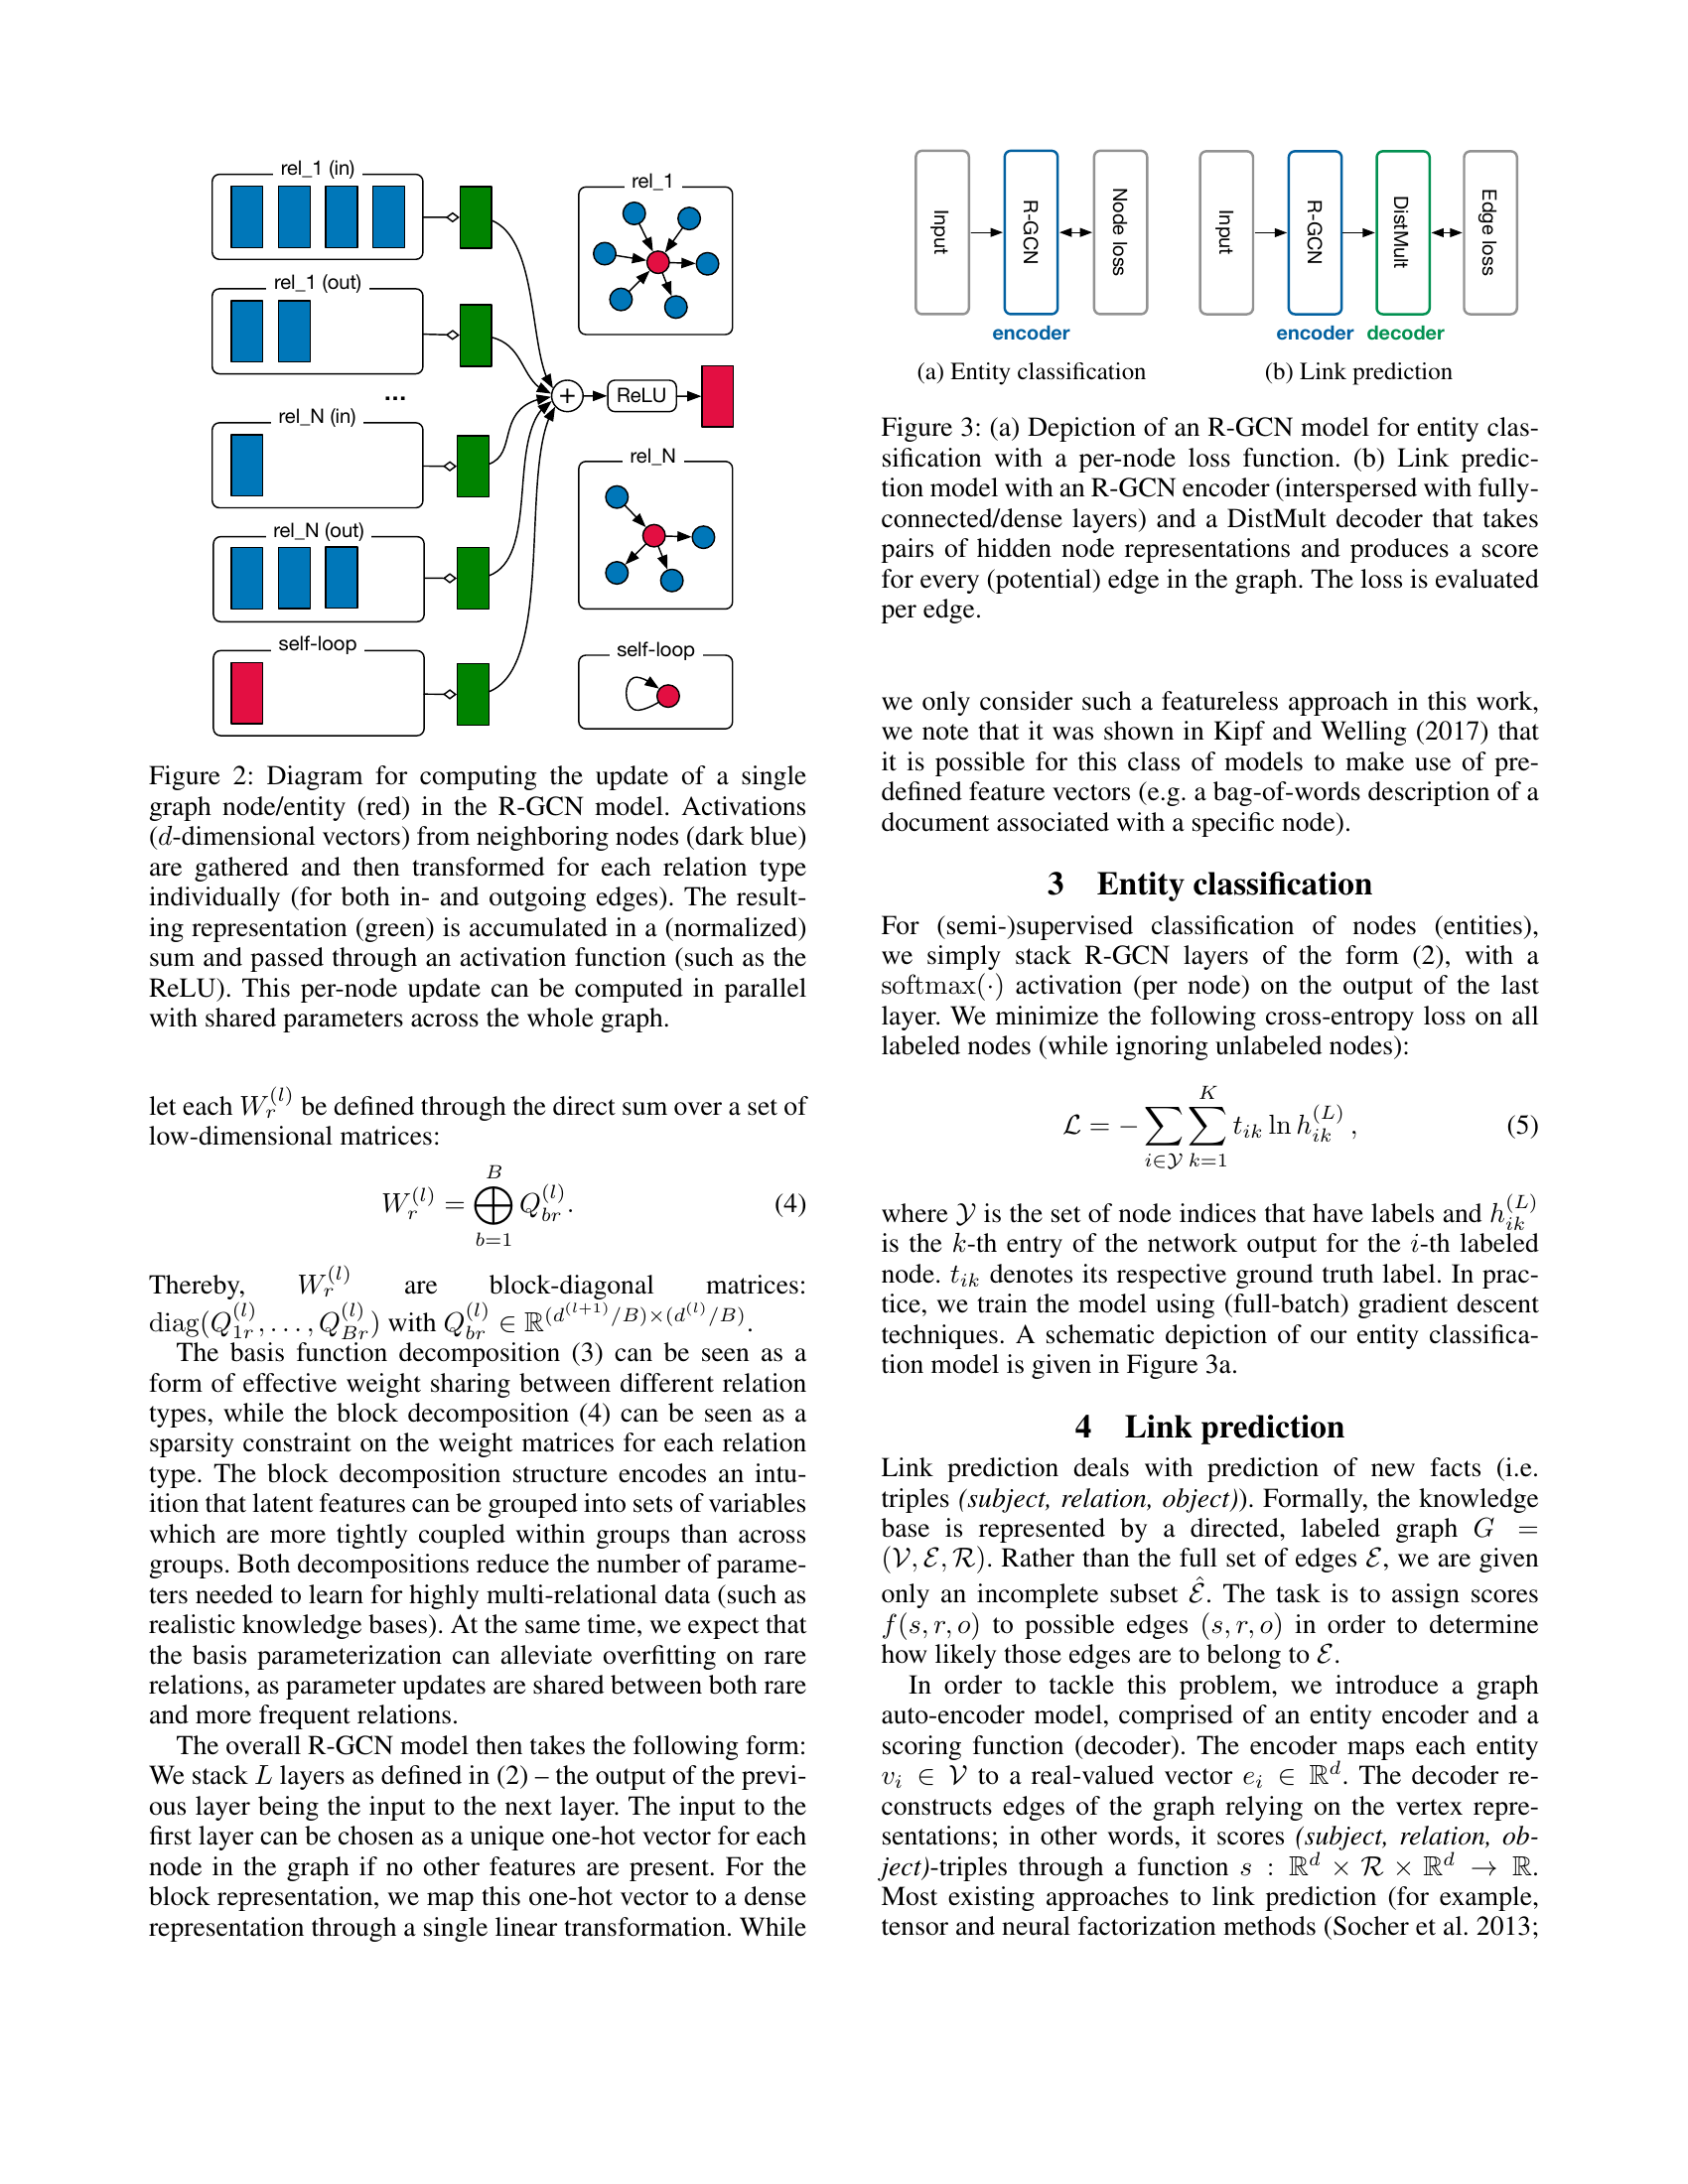 rel_1 (in)
rel_1 (out)
...
rel_N (in)
rel_N (out)
self-loop
+
ReLU
rel_1
rel_N
self-loop
Figure 2: Diagram for computing the update of a single
graph node/entity (red) in the R-GCN model. Activations
(d-dimensional vectors) from neighboring nodes (dark blue)
are gathered and then transformed for each relation type
individually (for both in- and outgoing edges). The result-
ing representation (green) is accumulated in a (normalized)
sum and passed through an activation function (such as the
ReLU). This per-node update can be computed in parallel
with shared parameters across the whole graph.
let each W_r^{(l)} be defined through the direct sum over a set of
low-dimensional matrices:
W_r^{(l)} = ⊕_{b=1}^{B} Q_{br}^{(l)}. (4)
Thereby, W_r^{(l)} are block-diagonal matrices:
diag(Q_{1r}^{(l)}, . . . , Q_{Br}^{(l)}) with Q_{br}^{(l)} ∈ ℝ^{(d^{(l+1)}/B)×(d^{(l)}/B)}.
The basis function decomposition (3) can be seen as a
form of effective weight sharing between different relation
types, while the block decomposition (4) can be seen as a
sparsity constraint on the weight matrices for each relation
type. The block decomposition structure encodes an intu-
ition that latent features can be grouped into sets of variables
which are more tightly coupled within groups than across
groups. Both decompositions reduce the number of parame-
ters needed to learn for highly multi-relational data (such as
realistic knowledge bases). At the same time, we expect that
the basis parameterization can alleviate overfitting on rare
relations, as parameter updates are shared between both rare
and more frequent relations.
The overall R-GCN model then takes the following form:
We stack L layers as defined in (2) – the output of the previ-
ous layer being the input to the next layer. The input to the
first layer can be chosen as a unique one-hot vector for each
node in the graph if no other features are present. For the
block representation, we map this one-hot vector to a dense
representation through a single linear transformation. While
Input
R-GCN
Node loss
encoder
(a) Entity classification
Input
R-GCN
DistMult
Edge loss
encoder decoder
(b) Link prediction
Figure 3: (a) Depiction of an R-GCN model for entity clas-
sification with a per-node loss function. (b) Link predic-
tion model with an R-GCN encoder (interspersed with fully-
connected/dense layers) and a DistMult decoder that takes
pairs of hidden node representations and produces a score
for every (potential) edge in the graph. The loss is evaluated
per edge.
we only consider such a featureless approach in this work,
we note that it was shown in Kipf and Welling (2017) that
it is possible for this class of models to make use of pre-
defined feature vectors (e.g. a bag-of-words description of a
document associated with a specific node).
3 Entity classification
For (semi-)supervised classification of nodes (entities),
we simply stack R-GCN layers of the form (2), with a
softmax(·) activation (per node) on the output of the last
layer. We minimize the following cross-entropy loss on all
labeled nodes (while ignoring unlabeled nodes):
ℒ = − ∑_{i∈𝒴} ∑_{k=1}^{K} t_{ik} ln h_{ik}^{(L)} , (5)
where 𝒴 is the set of node indices that have labels and h_{ik}^{(L)}
is the k-th entry of the network output for the i-th labeled
node. t_{ik} denotes its respective ground truth label. In prac-
tice, we train the model using (full-batch) gradient descent
techniques. A schematic depiction of our entity classifica-
tion model is given in Figure 3a.
4 Link prediction
Link prediction deals with prediction of new facts (i.e.
triples (subject, relation, object)). Formally, the knowledge
base is represented by a directed, labeled graph G =
(𝒱, ℰ, ℛ). Rather than the full set of edges ℰ, we are given
only an incomplete subset ℰ̂. The task is to assign scores
f(s, r, o) to possible edges (s, r, o) in order to determine
how likely those edges are to belong to ℰ.
In order to tackle this problem, we introduce a graph
auto-encoder model, comprised of an entity encoder and a
scoring function (decoder). The encoder maps each entity
v_i ∈ 𝒱 to a real-valued vector e_i ∈ ℝ^d. The decoder re-
constructs edges of the graph relying on the vertex repre-
sentations; in other words, it scores (subject, relation, ob-
ject)-triples through a function s : ℝ^d × ℛ × ℝ^d → ℝ.
Most existing approaches to link prediction (for example,
tensor and neural factorization methods (Socher et al. 2013;